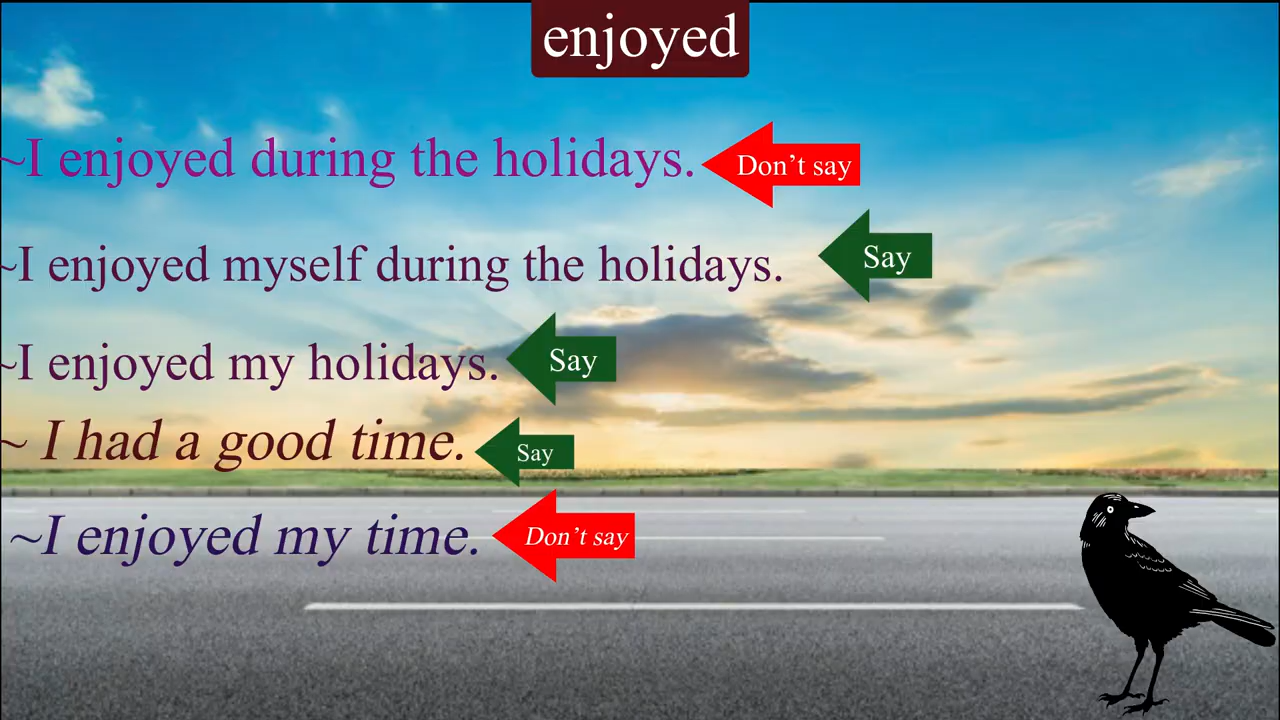 enjoyed
~I enjoyed during the holidays. Don’t say
~I enjoyed myself during the holidays. Say
~I enjoyed my holidays. Say
~ I had a good time. Say
~I enjoyed my time. Don’t say